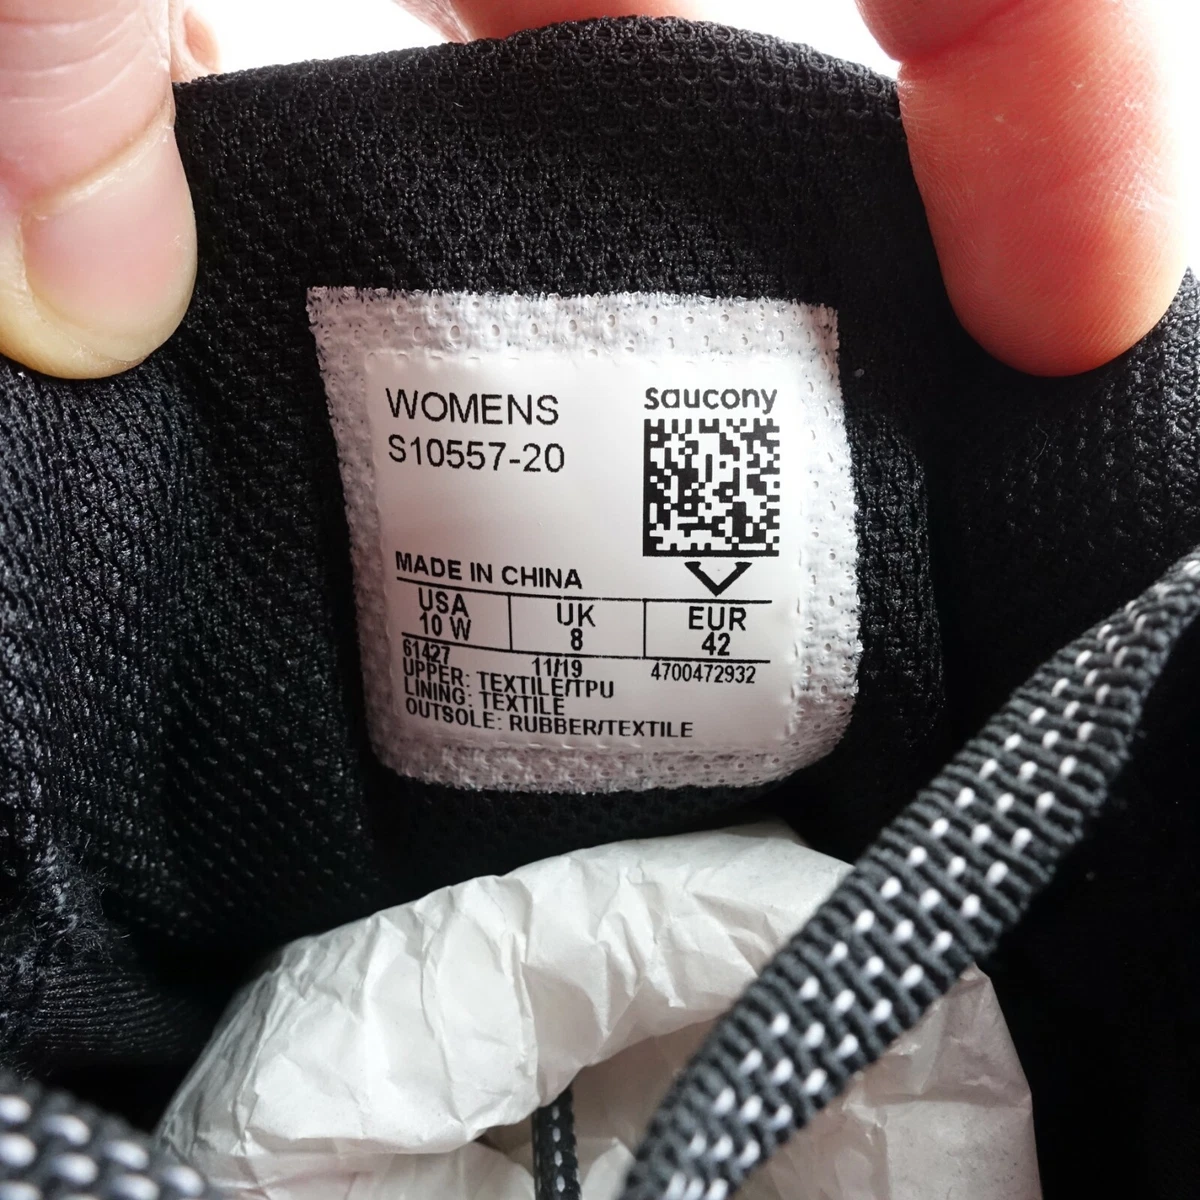 WOMENS
S10557-20
saucony
MADE IN CHINA
USA UK EUR
10 W 8 42
61427 11/19 4700472932
UPPER: TEXTILE/TPU
LINING: TEXTILE
OUTSOLE: RUBBER/TEXTILE